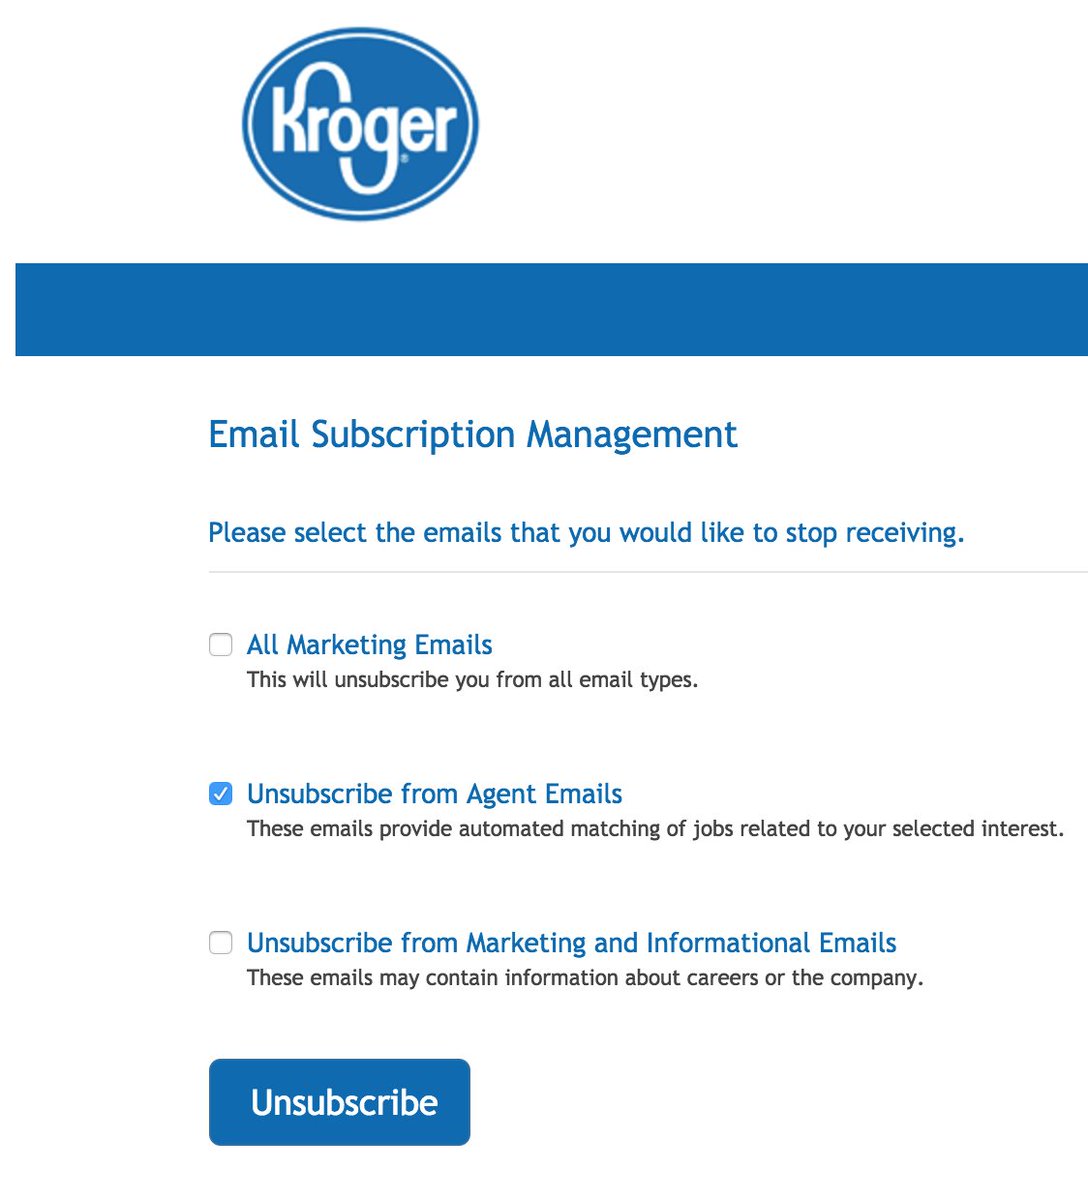 Kroger®
Email Subscription Management
Please select the emails that you would like to stop receiving.
All Marketing Emails
This will unsubscribe you from all email types.
Unsubscribe from Agent Emails
These emails provide automated matching of jobs related to your selected interest.
Unsubscribe from Marketing and Informational Emails
These emails may contain information about careers or the company.
Unsubscribe